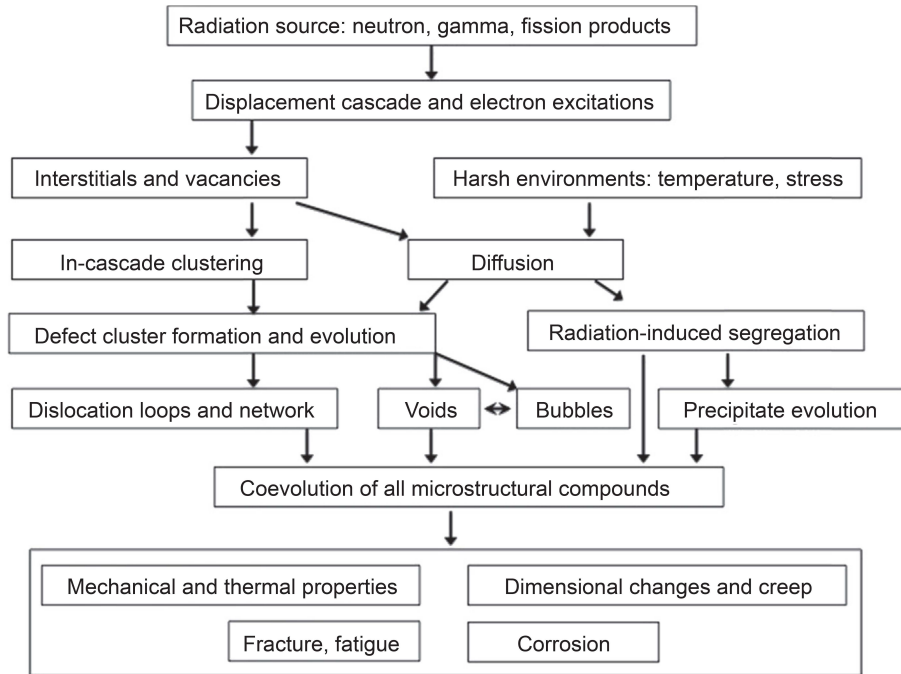 Radiation source: neutron, gamma, fission products
Displacement cascade and electron excitations
Interstitials and vacancies
Harsh environments: temperature, stress
In-cascade clustering
Diffusion
Defect cluster formation and evolution
Radiation-induced segregation
Dislocation loops and network
Voids
Bubbles
Precipitate evolution
Coevolution of all microstructural compounds
Mechanical and thermal properties
Dimensional changes and creep
Fracture, fatigue
Corrosion